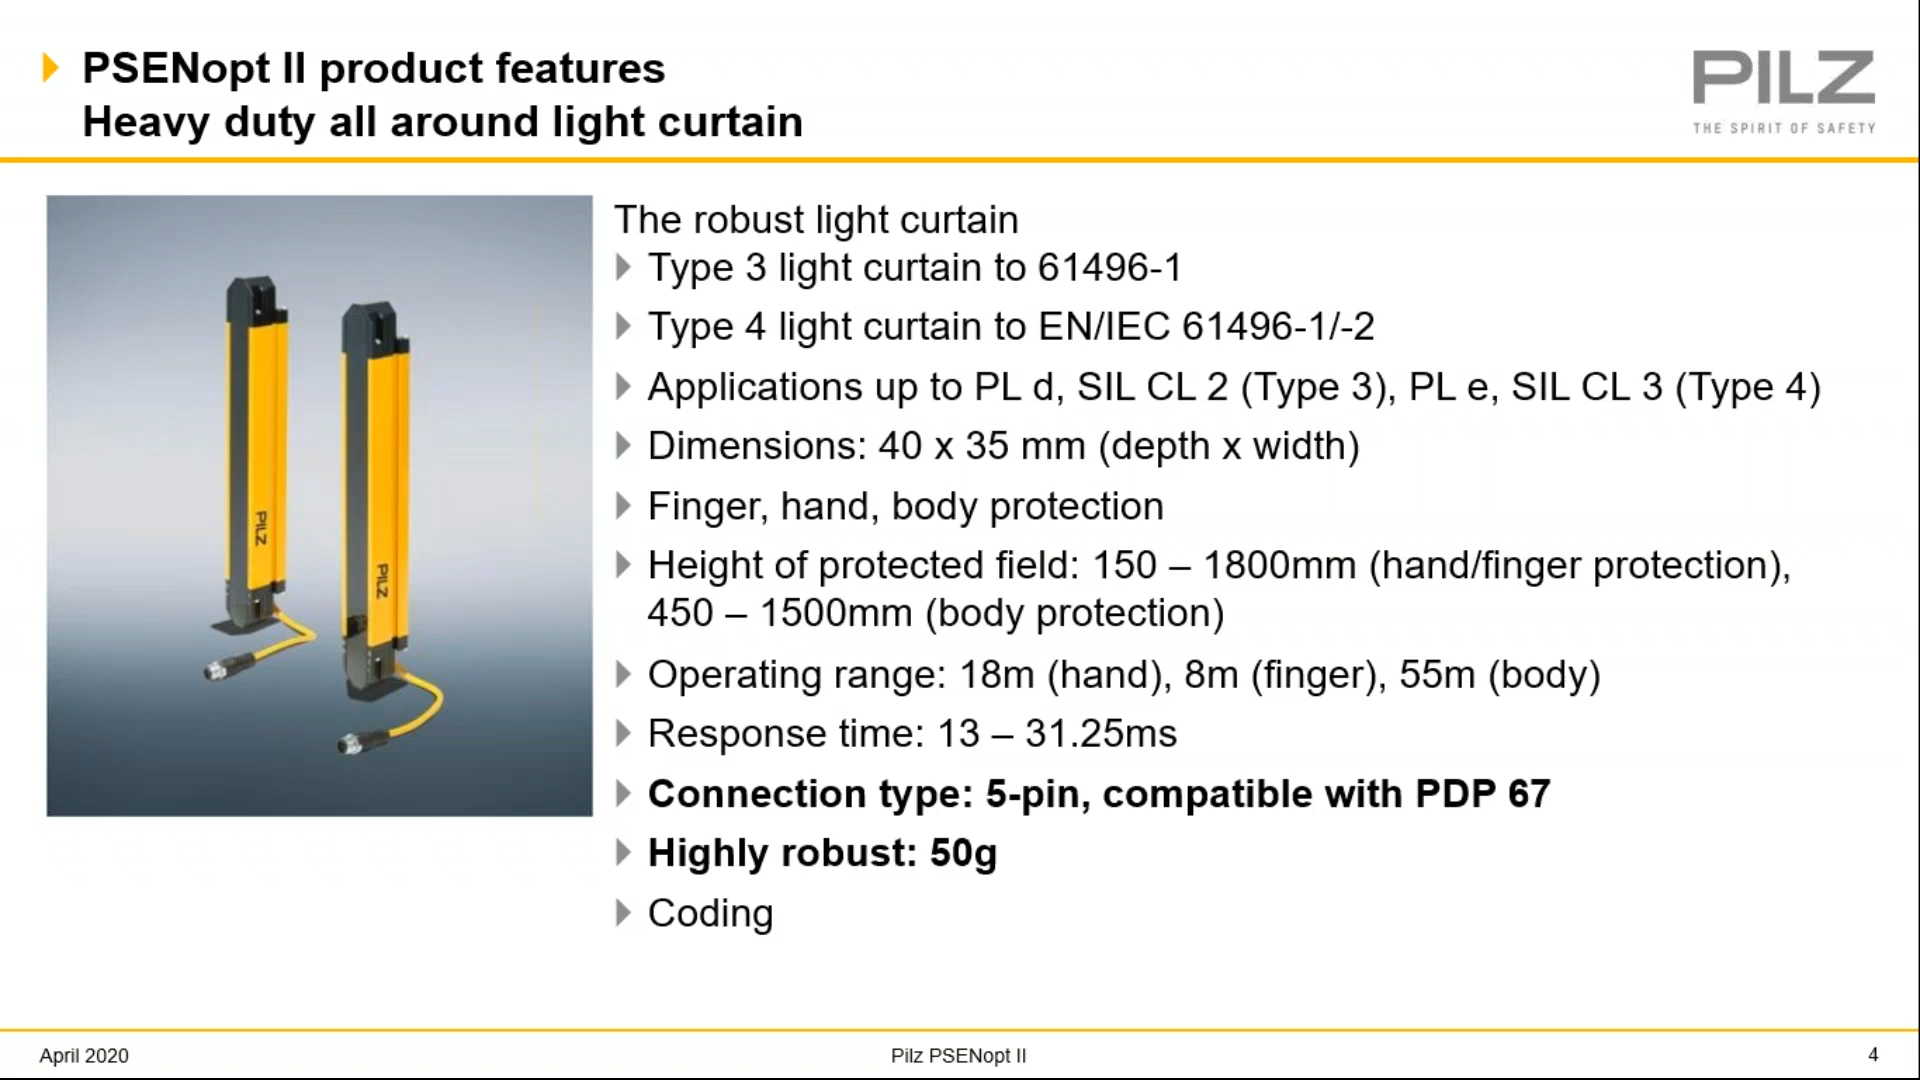 PSENopt II product features
Heavy duty all around light curtain
PILZ
THE SPIRIT OF SAFETY
PILZ
PILZ
The robust light curtain
Type 3 light curtain to 61496-1
Type 4 light curtain to EN/IEC 61496-1/-2
Applications up to PL d, SIL CL 2 (Type 3), PL e, SIL CL 3 (Type 4)
Dimensions: 40 x 35 mm (depth x width)
Finger, hand, body protection
Height of protected field: 150 – 1800mm (hand/finger protection),
450 – 1500mm (body protection)
Operating range: 18m (hand), 8m (finger), 55m (body)
Response time: 13 – 31.25ms
Connection type: 5-pin, compatible with PDP 67
Highly robust: 50g
Coding
April 2020
Pilz PSENopt II
4